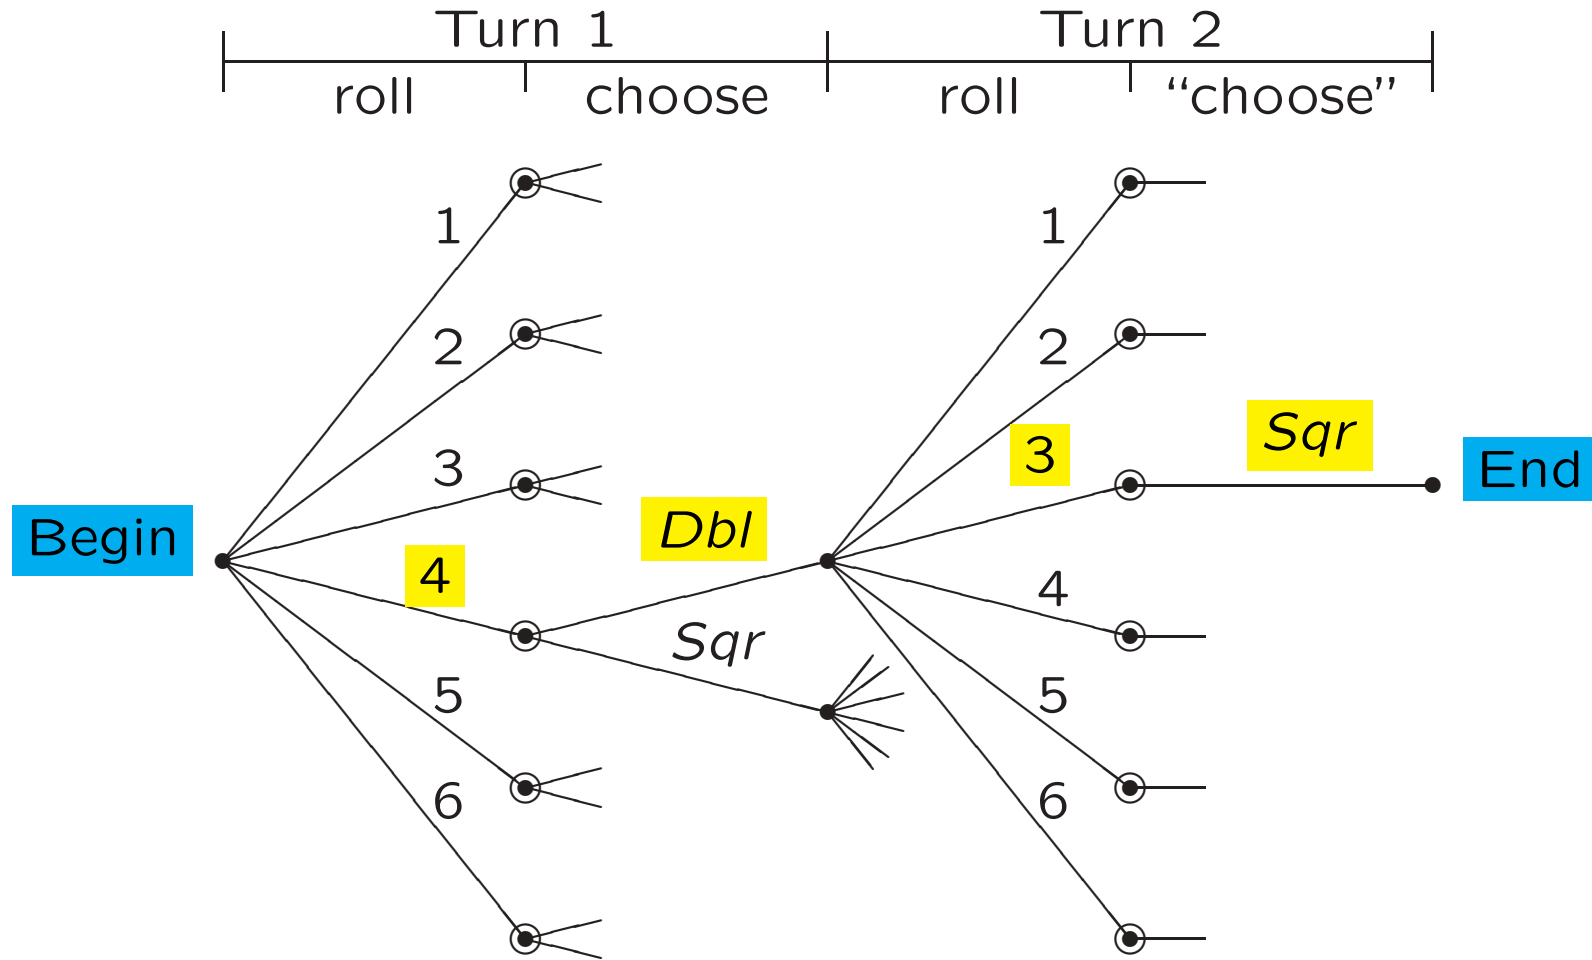 Turn 1 Turn 2
roll choose roll “choose”
1 1
2 2
Sqr
3 3
End
Begin
Dbl
4 4
Sqr
5 5
6 6